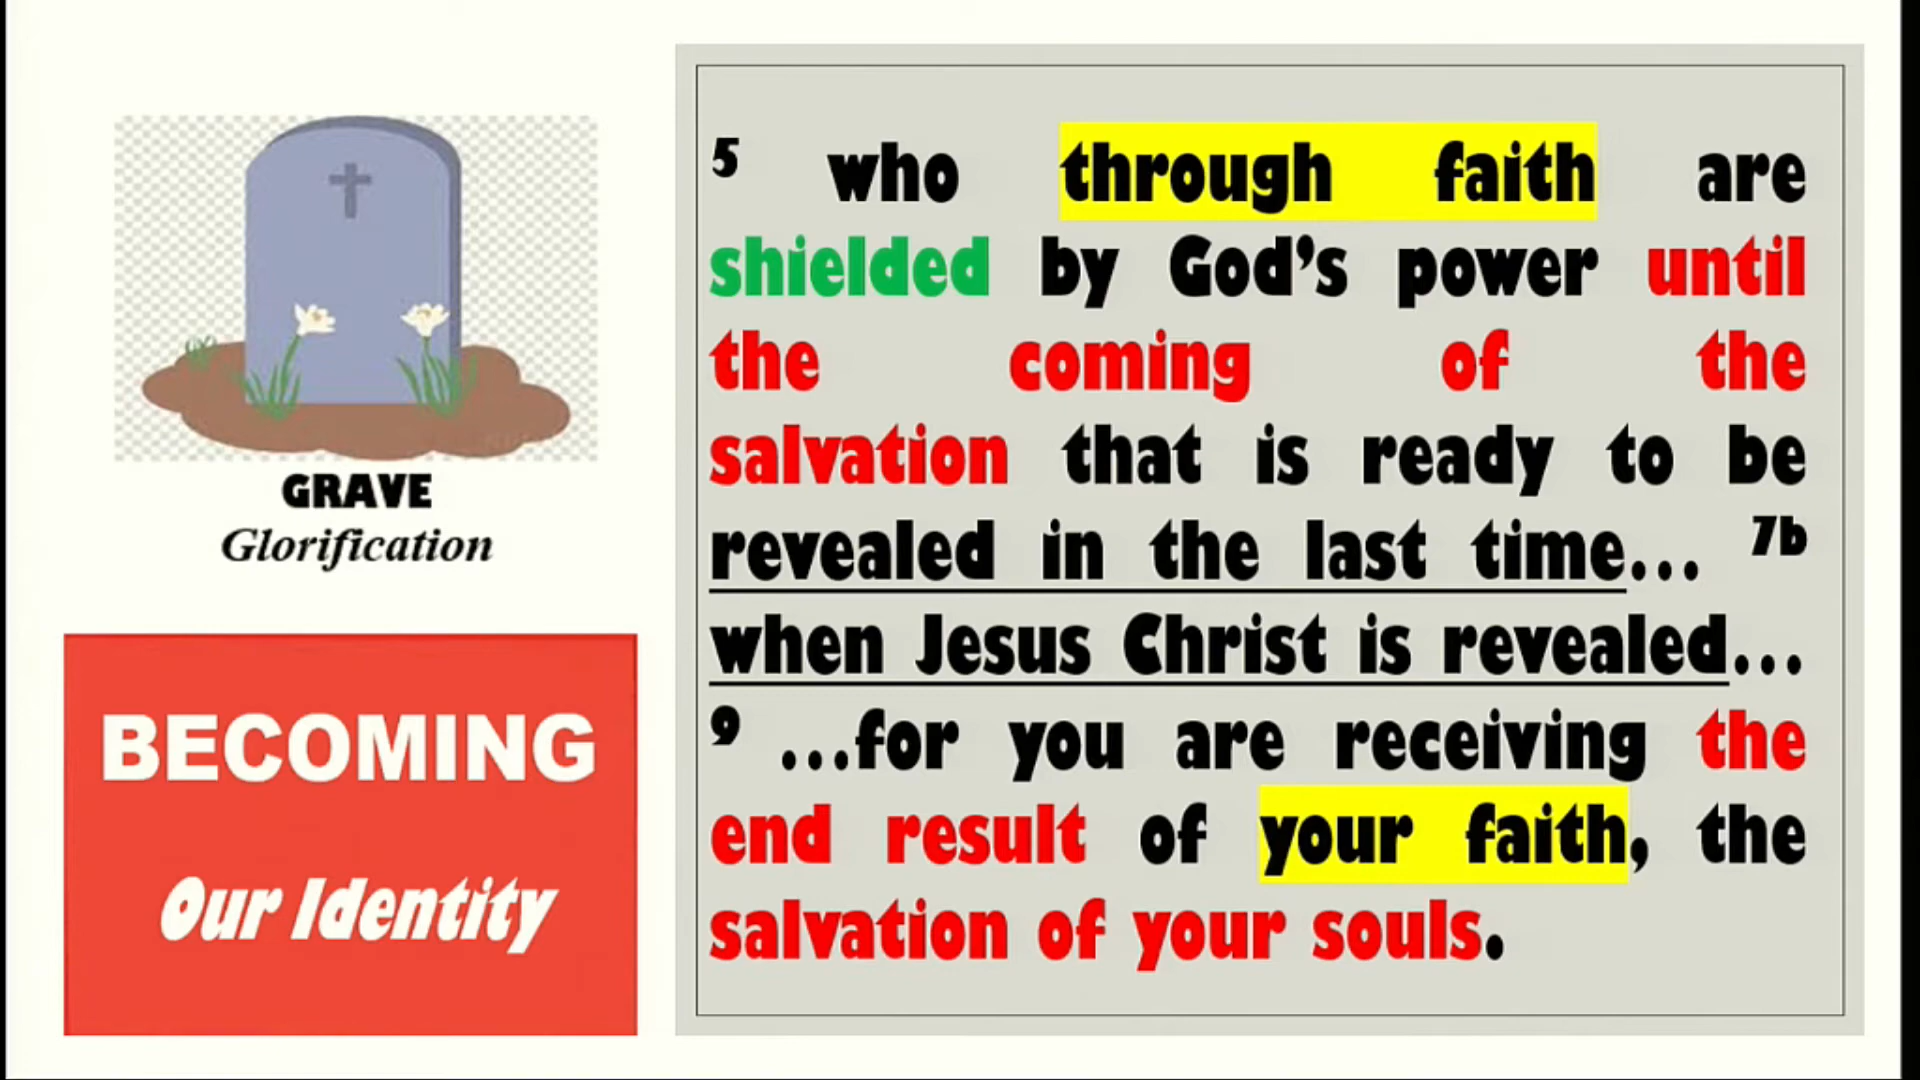 GRAVE
Glorification
BECOMING
Our Identity
5 who through faith are
shielded by God's power until
the coming of the
salvation that is ready to be
revealed in the last time... 7b
when Jesus Christ is revealed...
9 ...for you are receiving the
end result of your faith, the
salvation of your souls.